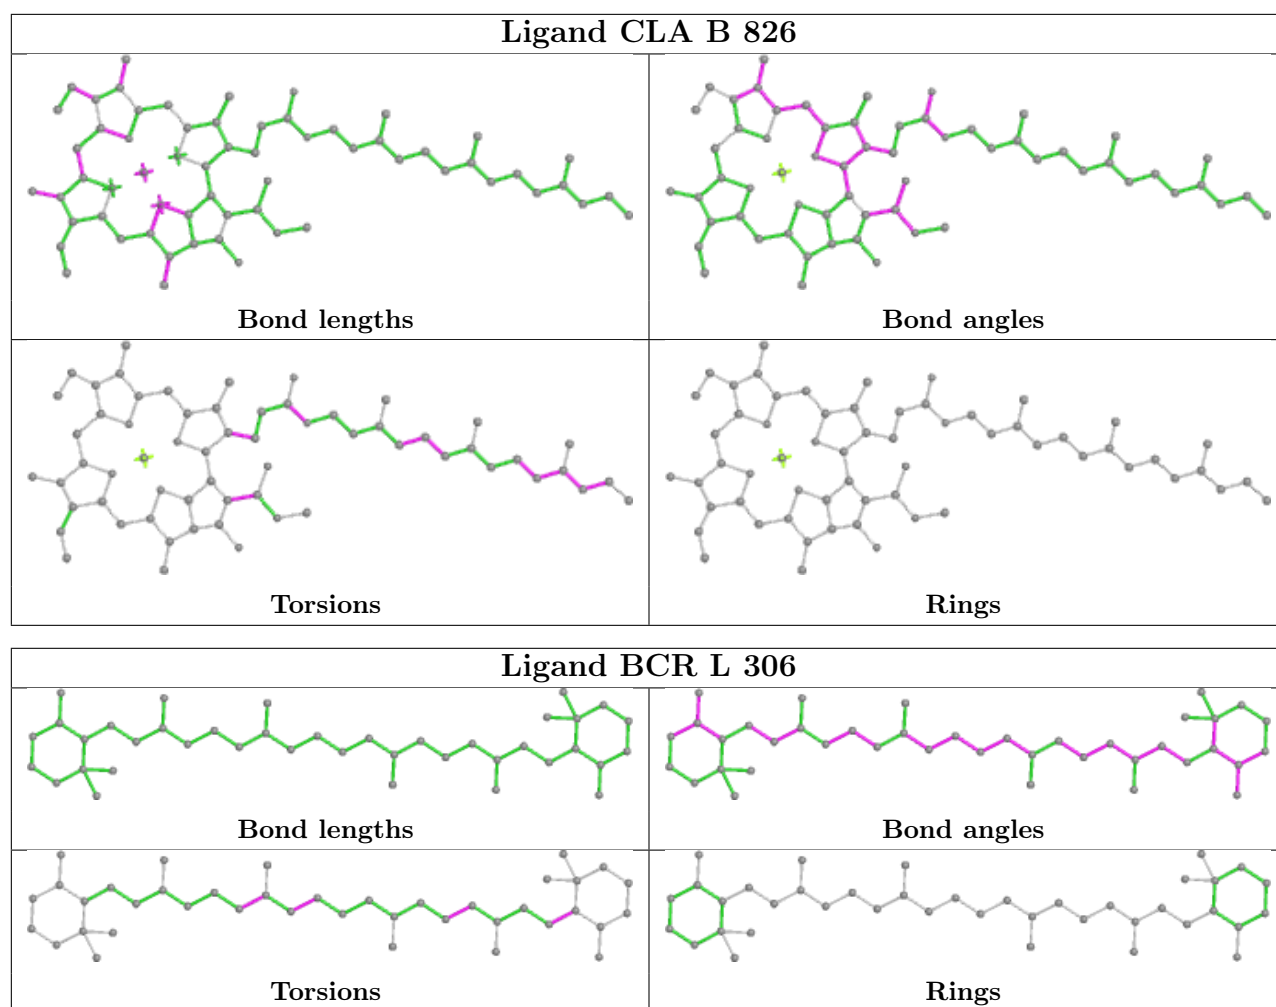 Ligand CLA B 826
Bond lengths
Bond angles
Torsions
Rings
Ligand BCR L 306
Bond lengths
Bond angles
Torsions
Rings